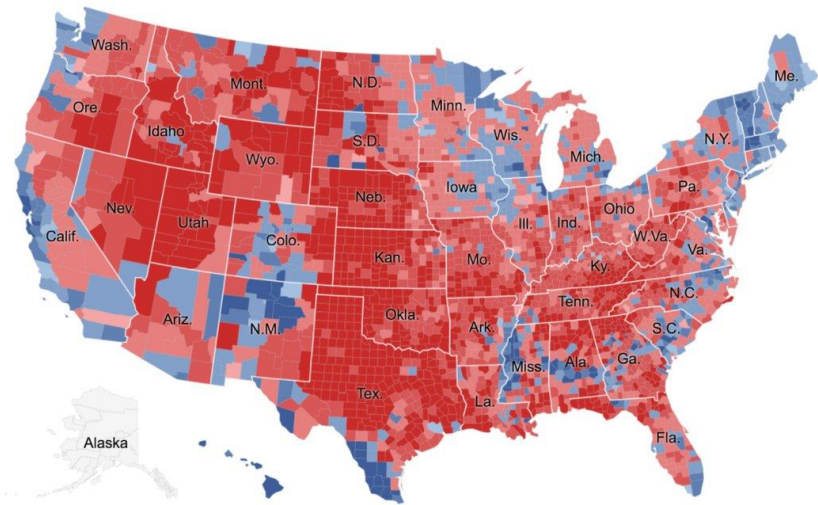 Wash.
Mont.
N.D.
Minn.
Me.
Ore.
Idaho
S.D.
Wis.
Mich.
N.Y.
Wyo.
Neb.
Iowa
Pa.
Nev.
Utah
Colo.
Ill.
Ind.
Ohio
W.Va.
Va.
Calif.
Kan.
Mo.
Ky.
N.C.
Ariz.
N.M.
Okla.
Ark.
Tenn.
S.C.
Tex.
Miss.
Ala.
Ga.
La.
Fla.
Alaska